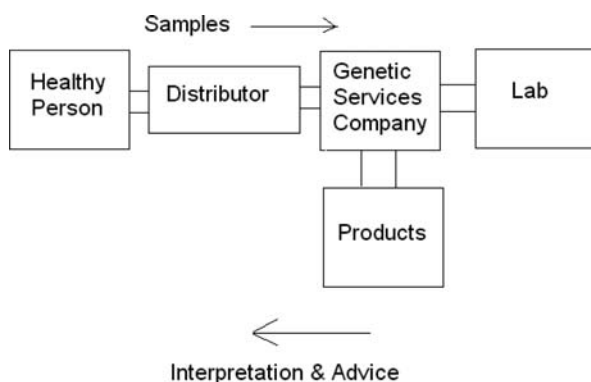 Samples
Healthy
Person
Distributor
Genetic
Services
Company
Lab
Products
Interpretation & Advice